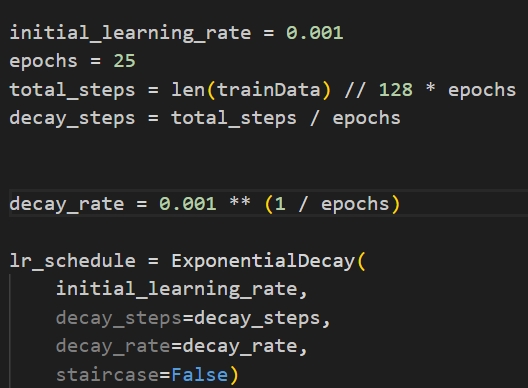 initial_learning_rate = 0.001
epochs = 25
total_steps = len(trainData) // 128 * epochs
decay_steps = total_steps / epochs
decay_rate = 0.001 ** (1 / epochs)
lr_schedule = ExponentialDecay(
    initial_learning_rate,
    decay_steps=decay_steps,
    decay_rate=decay_rate,
    staircase=False)